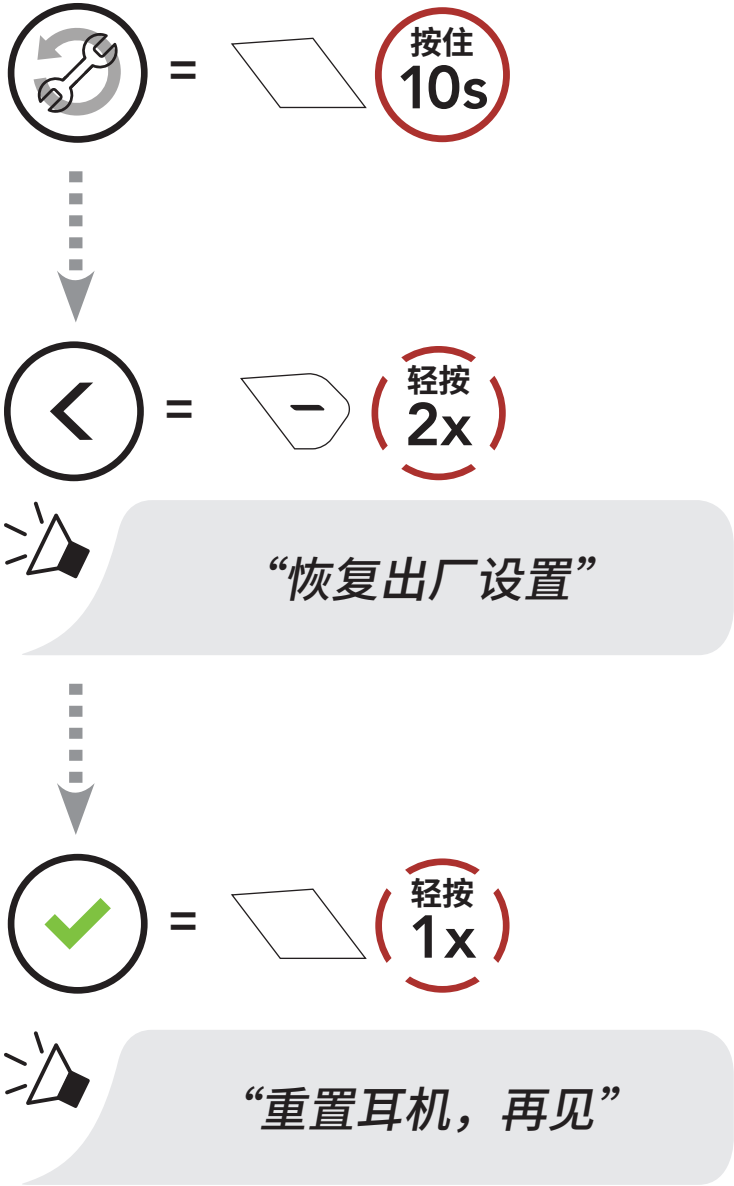 =
按住
10s
=
轻按
2x
“恢复出厂设置”
=
轻按
1x
“重置耳机，再见”